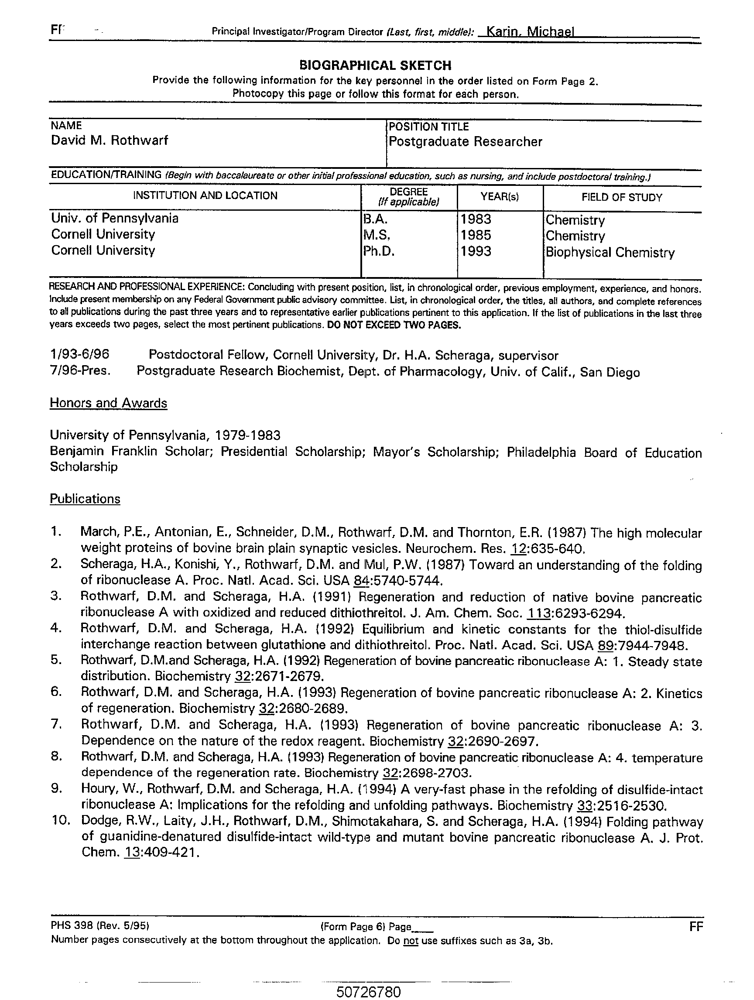 FF Principal Investigator/Program Director (Last, first, middle): Karin, Michael
BIOGRAPHICAL SKETCH
Provide the following information for the key personnel in the order listed on Form Page 2.
Photocopy this page or follow this format for each person.
NAME POSITION TITLE
David M. Rothwarf Postgraduate Researcher
EDUCATION/TRAINING (Begin with baccalaureate or other initial professional education, such as nursing, and include postdoctoral training.)
INSTITUTION AND LOCATION DEGREE (if applicable) YEAR(s) FIELD OF STUDY
Univ. of Pennsylvania B.A. 1983 Chemistry
Cornell University M.S. 1985 Chemistry
Cornell University Ph.D. 1993 Biophysical Chemistry
RESEARCH AND PROFESSIONAL EXPERIENCE: Concluding with present position, list, in chronological order, previous employment, experience, and honors.
Include present membership on any Federal Government public advisory committee. List, in chronological order, the titles, all authors, and complete references
to all publications during the past three years and to representative earlier publications pertinent to this application. If the list of publications in the last three
years exceeds two pages, select the most pertinent publications. DO NOT EXCEED TWO PAGES.
1/93-6/96 Postdoctoral Fellow, Cornell University, Dr. H.A. Scheraga, supervisor
7/96-Pres. Postgraduate Research Biochemist, Dept. of Pharmacology, Univ. of Calif., San Diego
Honors and Awards
University of Pennsylvania, 1979-1983
Benjamin Franklin Scholar; Presidential Scholarship; Mayor's Scholarship; Philadelphia Board of Education
Scholarship
Publications
1. March, P.E., Antonian, E., Schneider, D.M., Rothwarf, D.M. and Thornton, E.R. (1987) The high molecular
weight proteins of bovine brain plain synaptic vesicles. Neurochem. Res. 12:635-640.
2. Scheraga, H.A., Konishi, Y., Rothwarf, D.M. and Mul, P.W. (1987) Toward an understanding of the folding
of ribonuclease A. Proc. Natl. Acad. Sci. USA 84:5740-5744.
3. Rothwarf, D.M. and Scheraga, H.A. (1991) Regeneration and reduction of native bovine pancreatic
ribonuclease A with oxidized and reduced dithiothreitol. J. Am. Chem. Soc. 113:6293-6294.
4. Rothwarf, D.M. and Scheraga, H.A. (1992) Equilibrium and kinetic constants for the thiol-disulfide
interchange reaction between glutathione and dithiothreitol. Proc. Natl. Acad. Sci. USA 89:7944-7948.
5. Rothwarf, D.M.and Scheraga, H.A. (1992) Regeneration of bovine pancreatic ribonuclease A: 1. Steady state
distribution. Biochemistry 32:2671-2679.
6. Rothwarf, D.M. and Scheraga, H.A. (1993) Regeneration of bovine pancreatic ribonuclease A: 2. Kinetics
of regeneration. Biochemistry 32:2680-2689.
7. Rothwarf, D.M. and Scheraga, H.A. (1993) Regeneration of bovine pancreatic ribonuclease A: 3.
Dependence on the nature of the redox reagent. Biochemistry 32:2690-2697.
8. Rothwarf, D.M. and Scheraga, H.A. (1993) Regeneration of bovine pancreatic ribonuclease A: 4. temperature
dependence of the regeneration rate. Biochemistry 32:2698-2703.
9. Houry, W., Rothwarf, D.M. and Scheraga, H.A. (1994) A very-fast phase in the refolding of disulfide-intact
ribonuclease A: Implications for the refolding and unfolding pathways. Biochemistry 33:2516-2530.
10. Dodge, R.W., Laity, J.H., Rothwarf, D.M., Shimotakahara, S. and Scheraga, H.A. (1994) Folding pathway
of guanidine-denatured disulfide-intact wild-type and mutant bovine pancreatic ribonuclease A. J. Prot.
Chem. 13:409-421.
PHS 398 (Rev. 5/95) (Form Page 6) Page____ FF
Number pages consecutively at the bottom throughout the application. Do not use suffixes such as 3a, 3b.
50726780